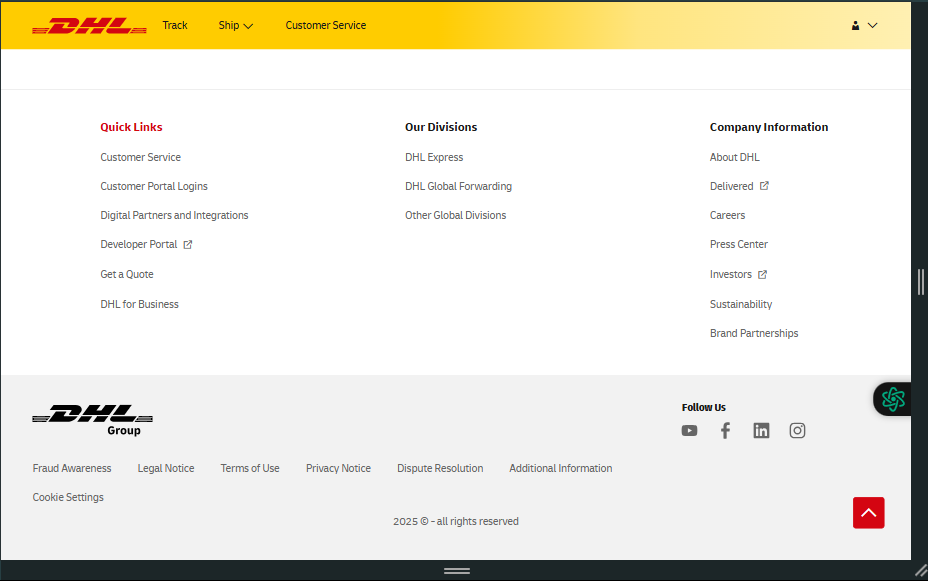 DHL Track Ship Customer Service
Quick Links
Customer Service
Customer Portal Logins
Digital Partners and Integrations
Developer Portal
Get a Quote
DHL for Business
Our Divisions
DHL Express
DHL Global Forwarding
Other Global Divisions
Company Information
About DHL
Delivered
Careers
Press Center
Investors
Sustainability
Brand Partnerships
DHL
Group
Follow Us
Fraud Awareness Legal Notice Terms of Use Privacy Notice Dispute Resolution Additional Information
Cookie Settings
2025 © - all rights reserved